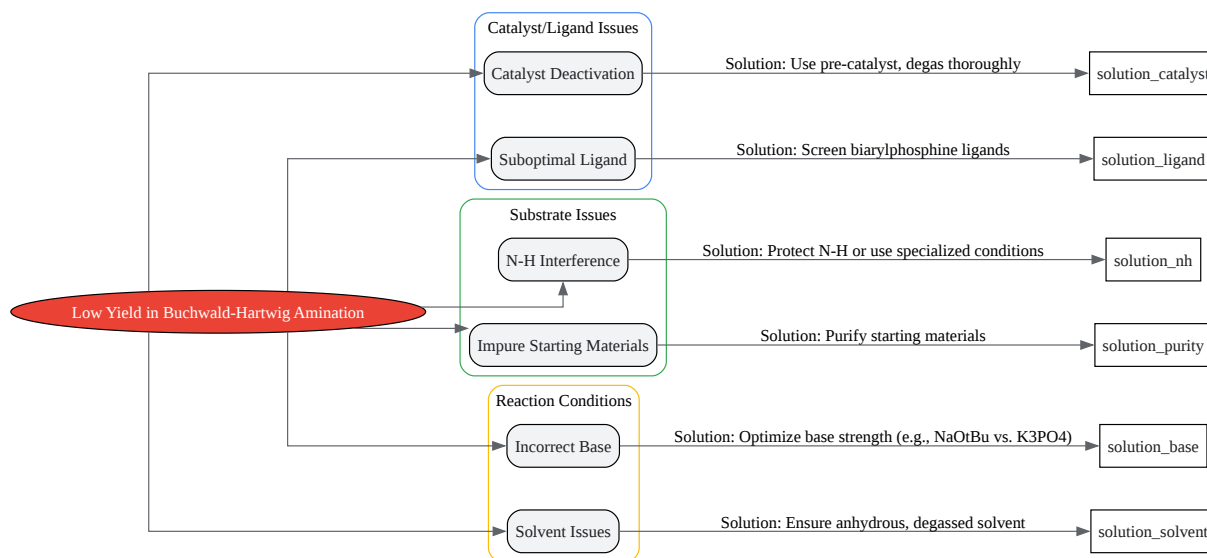 Catalyst/Ligand Issues
Catalyst Deactivation
Solution: Use pre-catalyst, degas thoroughly
solution_catalyst
Suboptimal Ligand
Solution: Screen biarylphosphine ligands
solution_ligand
Substrate Issues
N-H Interference
Solution: Protect N-H or use specialized conditions
solution_nh
Low Yield in Buchwald-Hartwig Amination
Impure Starting Materials
Solution: Purify starting materials
solution_purity
Reaction Conditions
Incorrect Base
Solution: Optimize base strength (e.g., NaOtBu vs. K3PO4)
solution_base
Solvent Issues
Solution: Ensure anhydrous, degassed solvent
solution_solvent